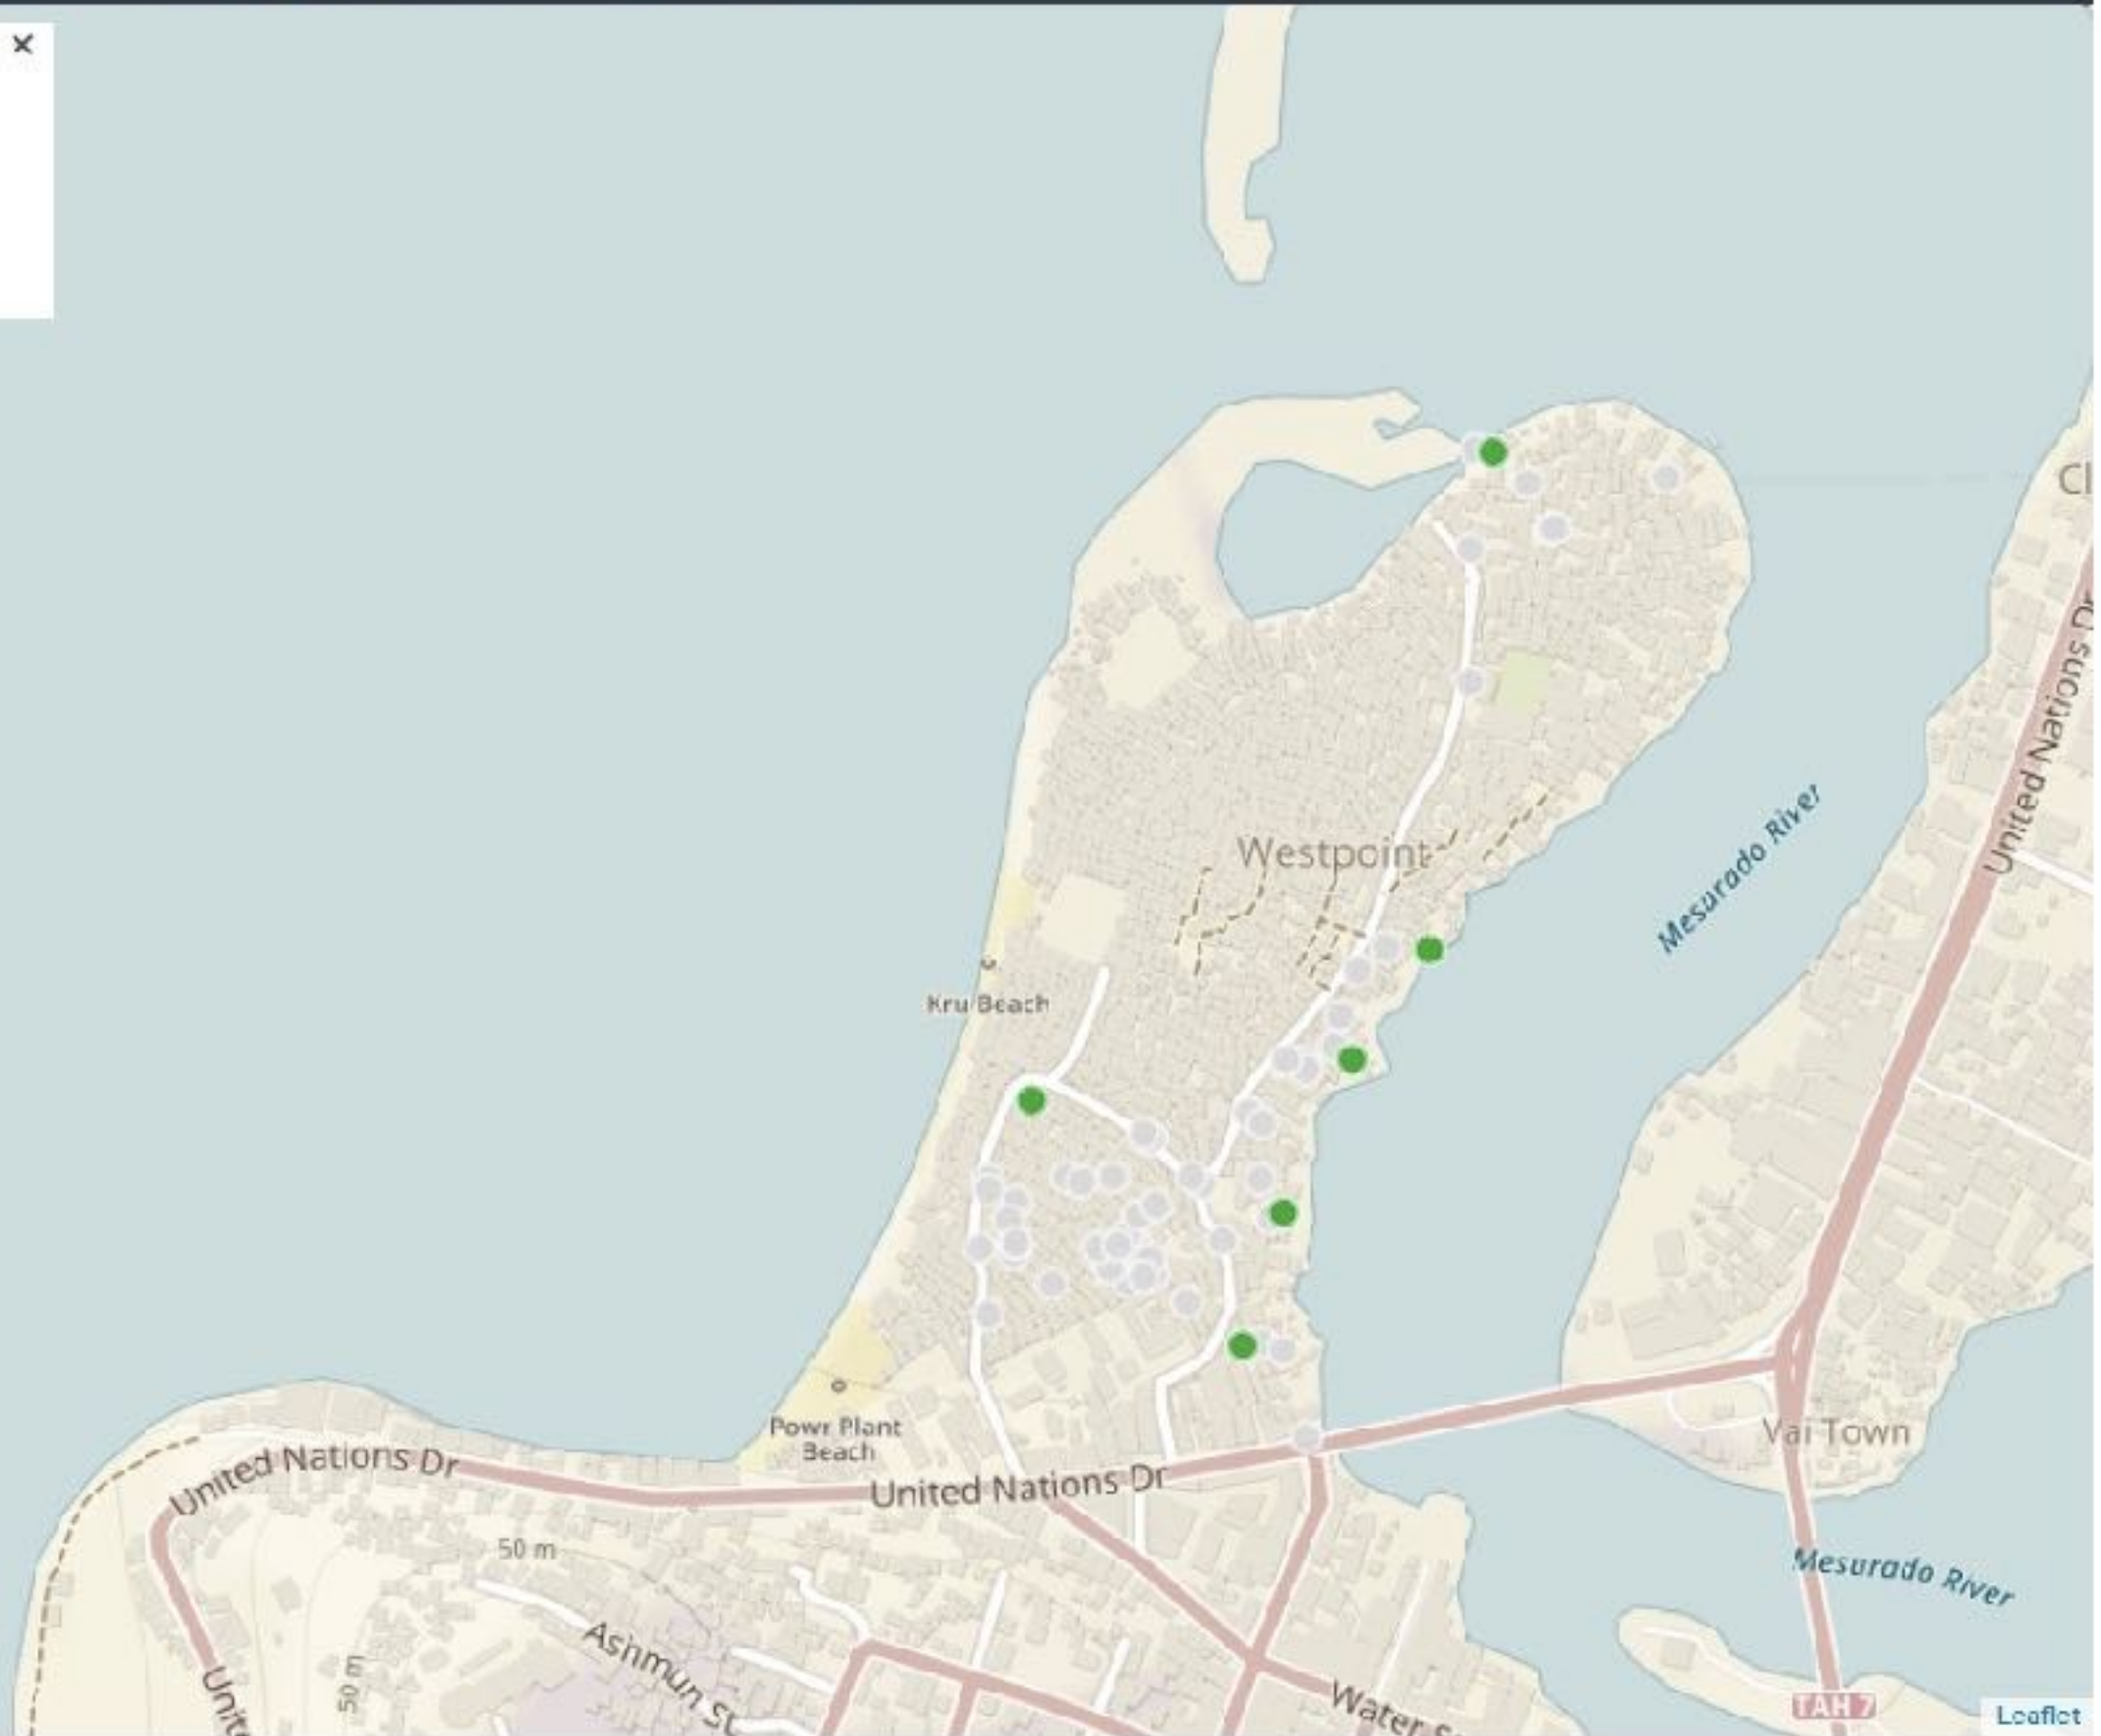 ×
Cl
United Nations Dr
Mesurado River
Westpoint
Kru Beach
Powr Plant
Beach
Vai Town
United Nations Dr
United Nations Dr
50 m
Mesurado River
Ashmun St
50 m
Unite
Water S
TAH 7
Leaflet